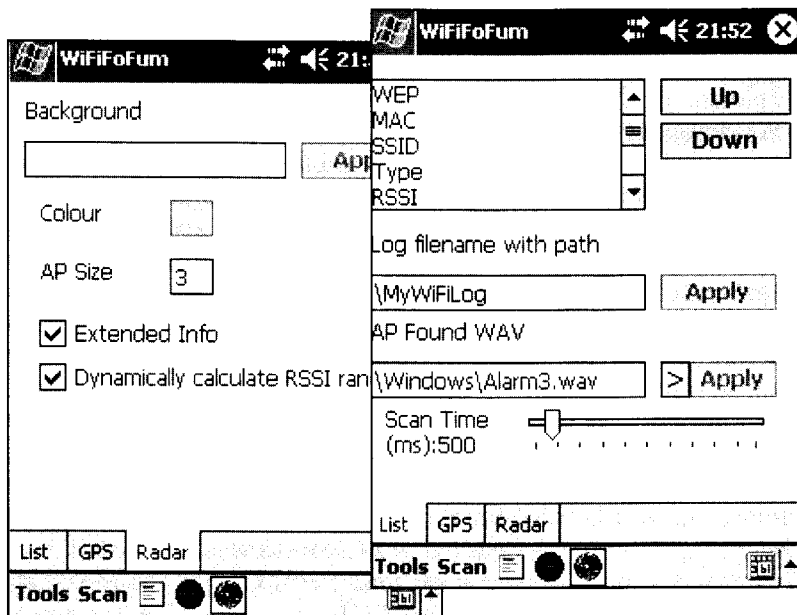 WiFiFoFum 21:
Background
App
Colour
AP Size 3
Extended Info
Dynamically calculate RSSI ran
List GPS Radar
Tools Scan
WiFiFoFum 21:52
WEP
MAC
SSID
Type
RSSI
Up
Down
Log filename with path
\MyWiFiLog Apply
AP Found WAV
\Windows\Alarm3.wav > Apply
Scan Time
(ms):500
List GPS Radar
Tools Scan